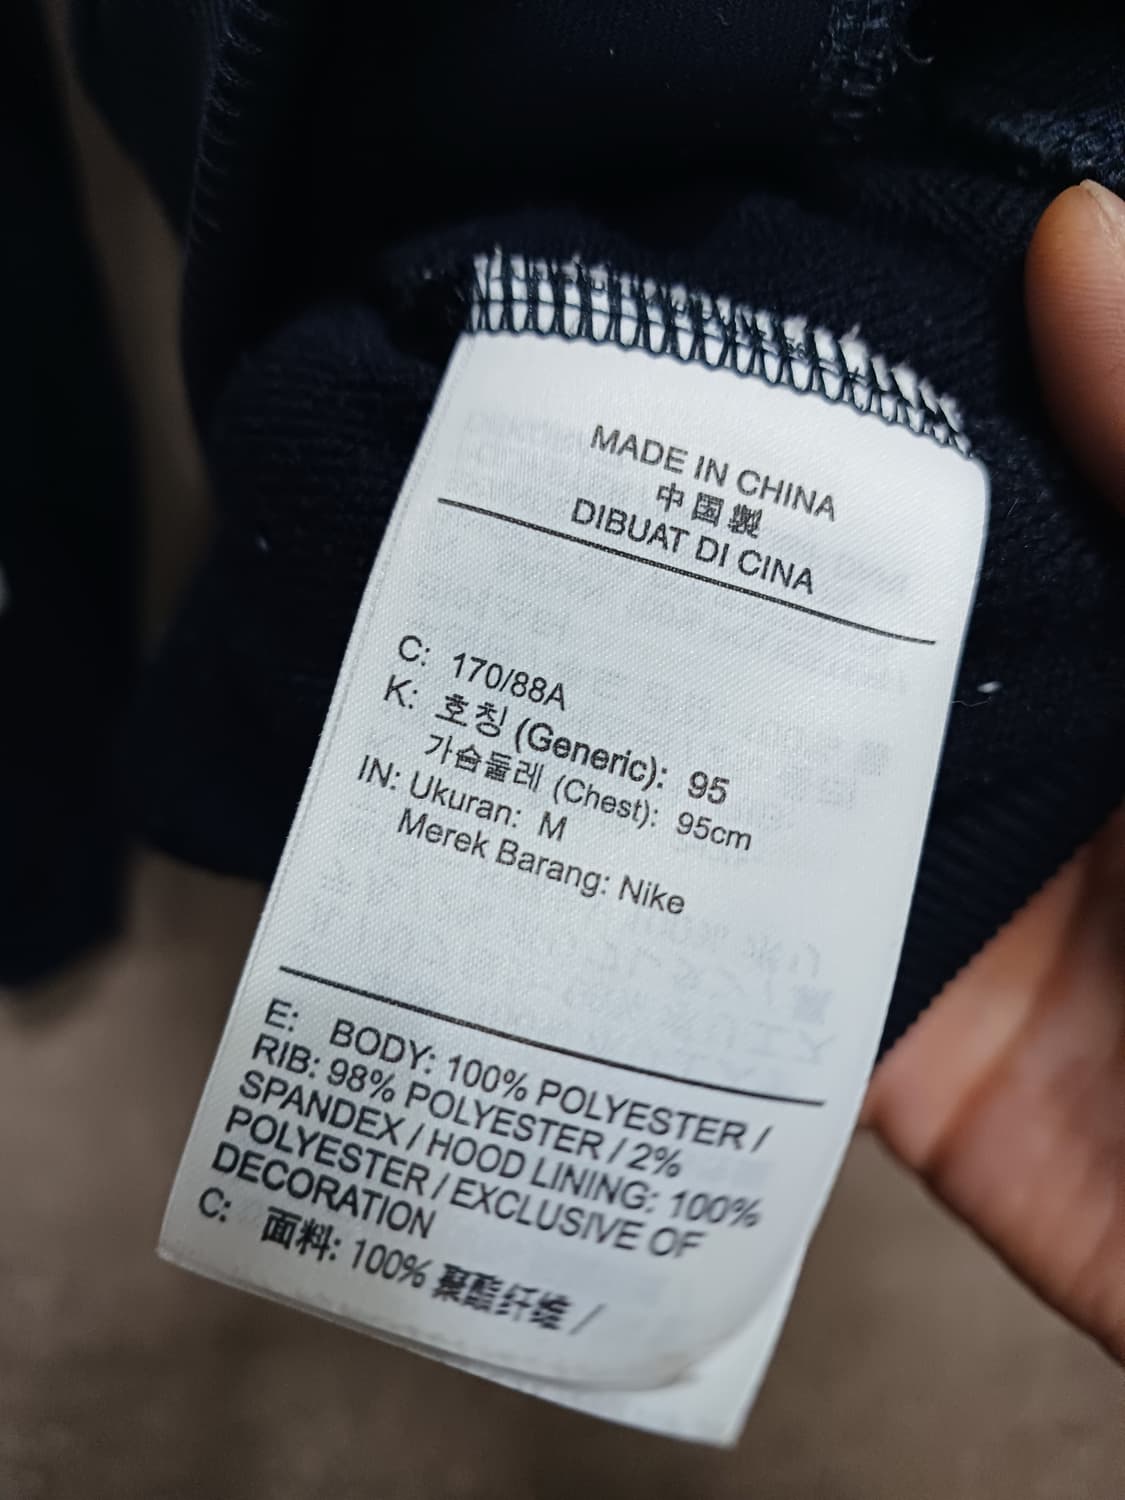 MADE IN CHINA
中国製
DIBUAT DI CINA
C: 170/88A
K: 호칭 (Generic): 95
가슴둘레 (Chest): 95cm
IN: Ukuran: M
Merek Barang: Nike
E: BODY: 100% POLYESTER /
RIB: 98% POLYESTER / 2%
SPANDEX / HOOD LINING: 100%
POLYESTER / EXCLUSIVE OF
DECORATION
C: 面料: 100% 聚酯纤维 /